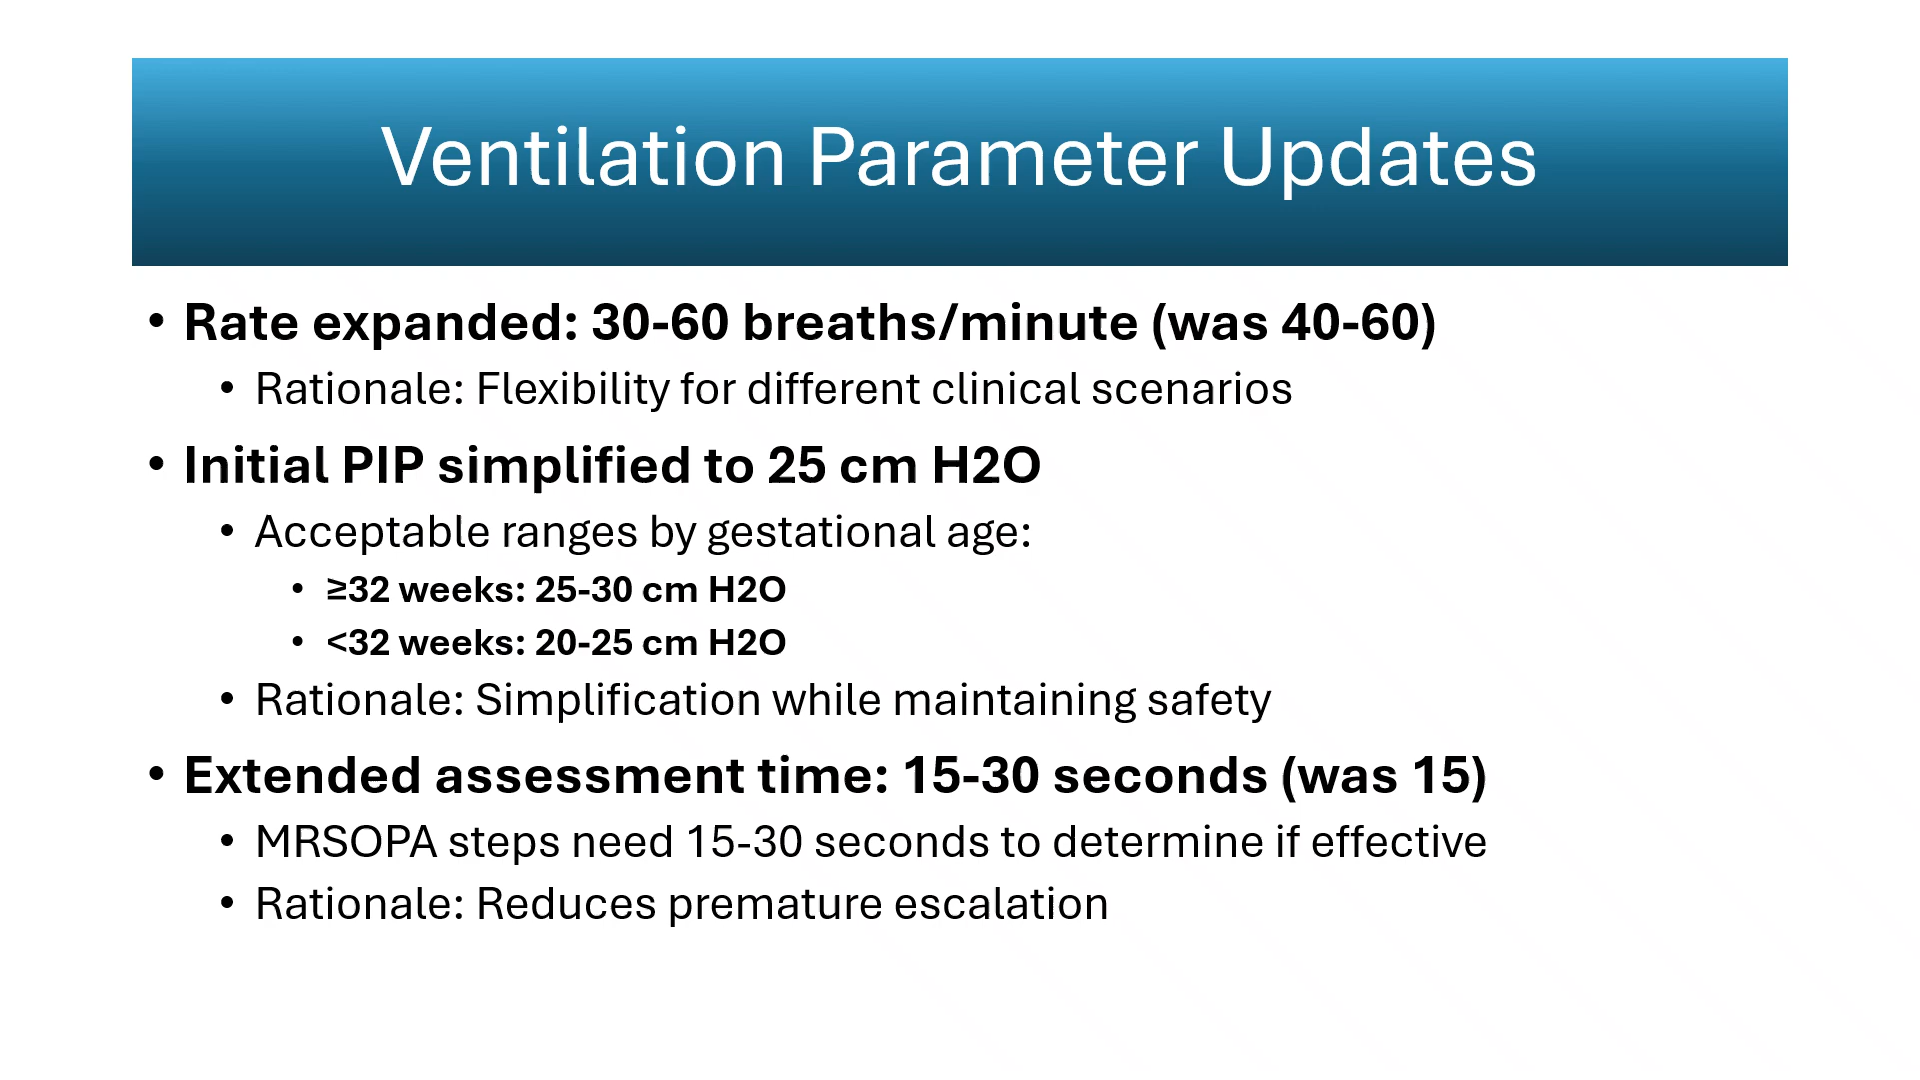 Ventilation Parameter Updates
• Rate expanded: 30-60 breaths/minute (was 40-60)
• Rationale: Flexibility for different clinical scenarios
• Initial PIP simplified to 25 cm H2O
• Acceptable ranges by gestational age:
• ≥32 weeks: 25-30 cm H2O
• <32 weeks: 20-25 cm H2O
• Rationale: Simplification while maintaining safety
• Extended assessment time: 15-30 seconds (was 15)
• MRSOPA steps need 15-30 seconds to determine if effective
• Rationale: Reduces premature escalation